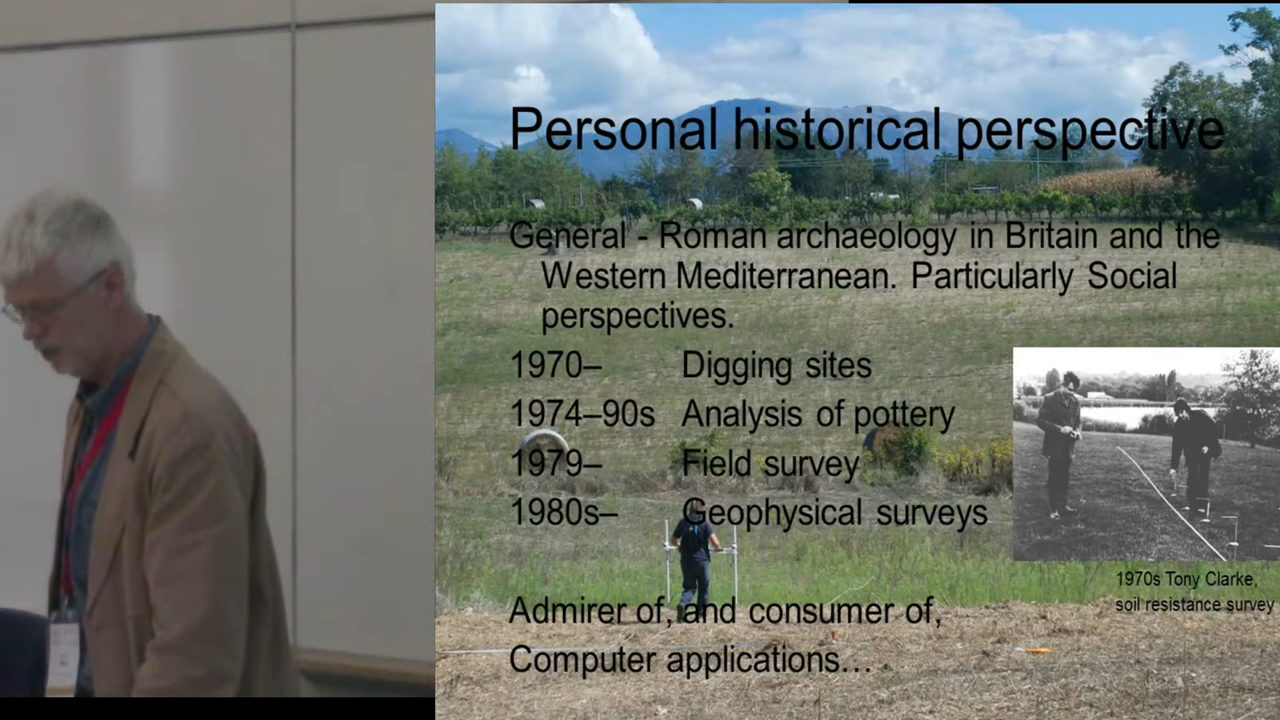 Personal historical perspective
General - Roman archaeology in Britain and the
Western Mediterranean. Particularly Social
perspectives.
1970– Digging sites
1974–90s Analysis of pottery
1979– Field survey
1980s– Geophysical surveys
1970s Tony Clarke,
soil resistance survey
Admirer of, and consumer of,
Computer applications…